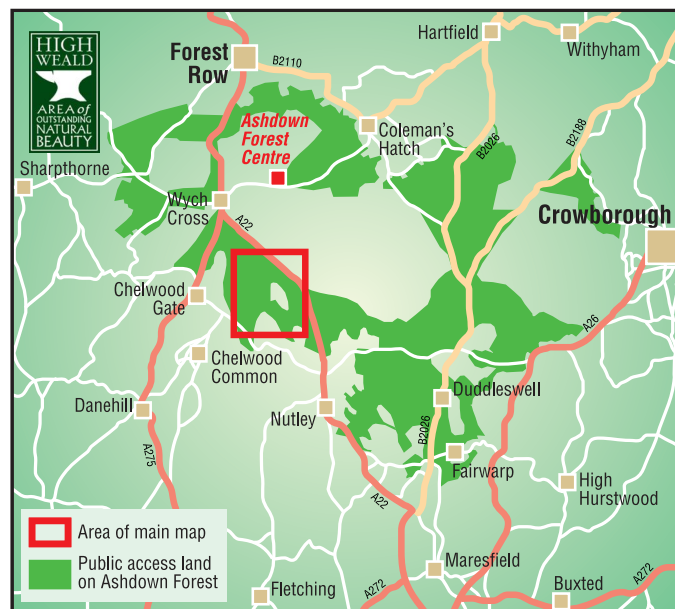 HIGH
WEALD
AREA of
OUTSTANDING
NATURAL
BEAUTY
Forest
Row
B2110
Hartfield
Withyham
Ashdown
Forest
Centre
Coleman's
Hatch
B2026
B2188
Sharpthorne
Wych
Cross
A22
Crowborough
Chelwood
Gate
A26
Chelwood
Common
Danehill
Nutley
Duddleswell
A275
B2026
A22
Fairwarp
High
Hurstwood
Area of main map
Public access land
on Ashdown Forest
Maresfield
A272
Fletching
A272
Buxted